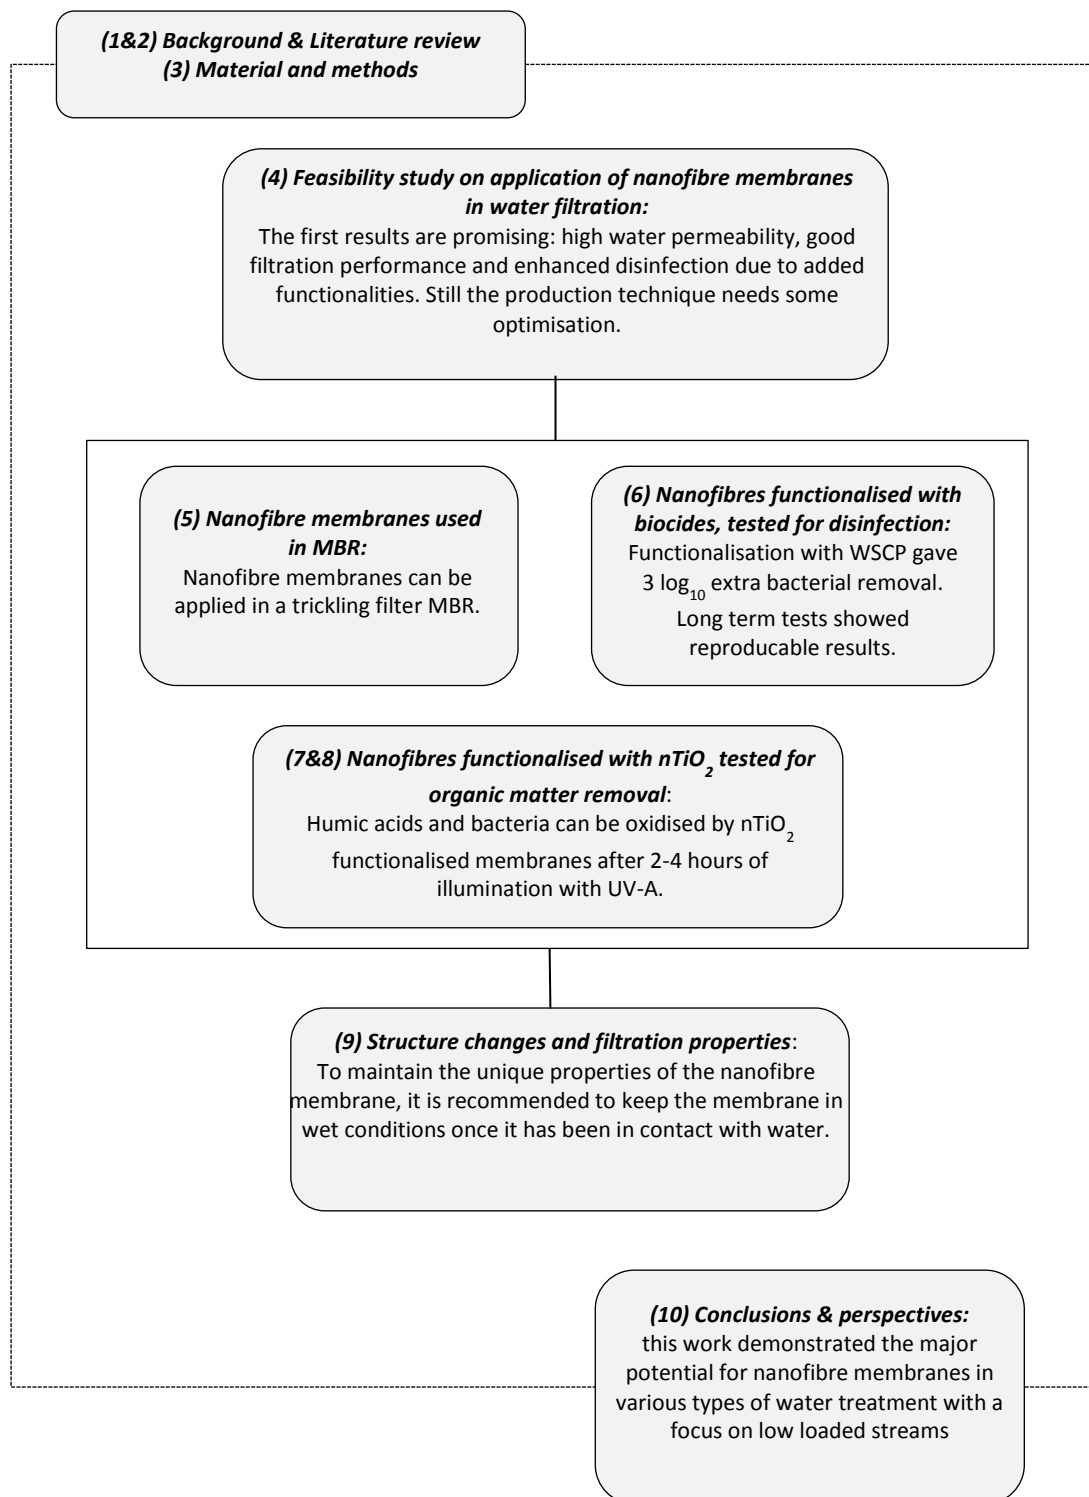 (1&2) Background & Literature review
(3) Material and methods
(4) Feasibility study on application of nanofibre membranes
in water filtration:
The first results are promising: high water permeability, good
filtration performance and enhanced disinfection due to added
functionalities. Still the production technique needs some
optimisation.
(5) Nanofibre membranes used
in MBR:
Nanofibre membranes can be
applied in a trickling filter MBR.
(6) Nanofibres functionalised with
biocides, tested for disinfection:
Functionalisation with WSCP gave
3 log10 extra bacterial removal.
Long term tests showed
reproducable results.
(7&8) Nanofibres functionalised with nTiO2 tested for
organic matter removal:
Humic acids and bacteria can be oxidised by nTiO2
functionalised membranes after 2-4 hours of
illumination with UV-A.
(9) Structure changes and filtration properties:
To maintain the unique properties of the nanofibre
membrane, it is recommended to keep the membrane in
wet conditions once it has been in contact with water.
(10) Conclusions & perspectives:
this work demonstrated the major
potential for nanofibre membranes in
various types of water treatment with a
focus on low loaded streams